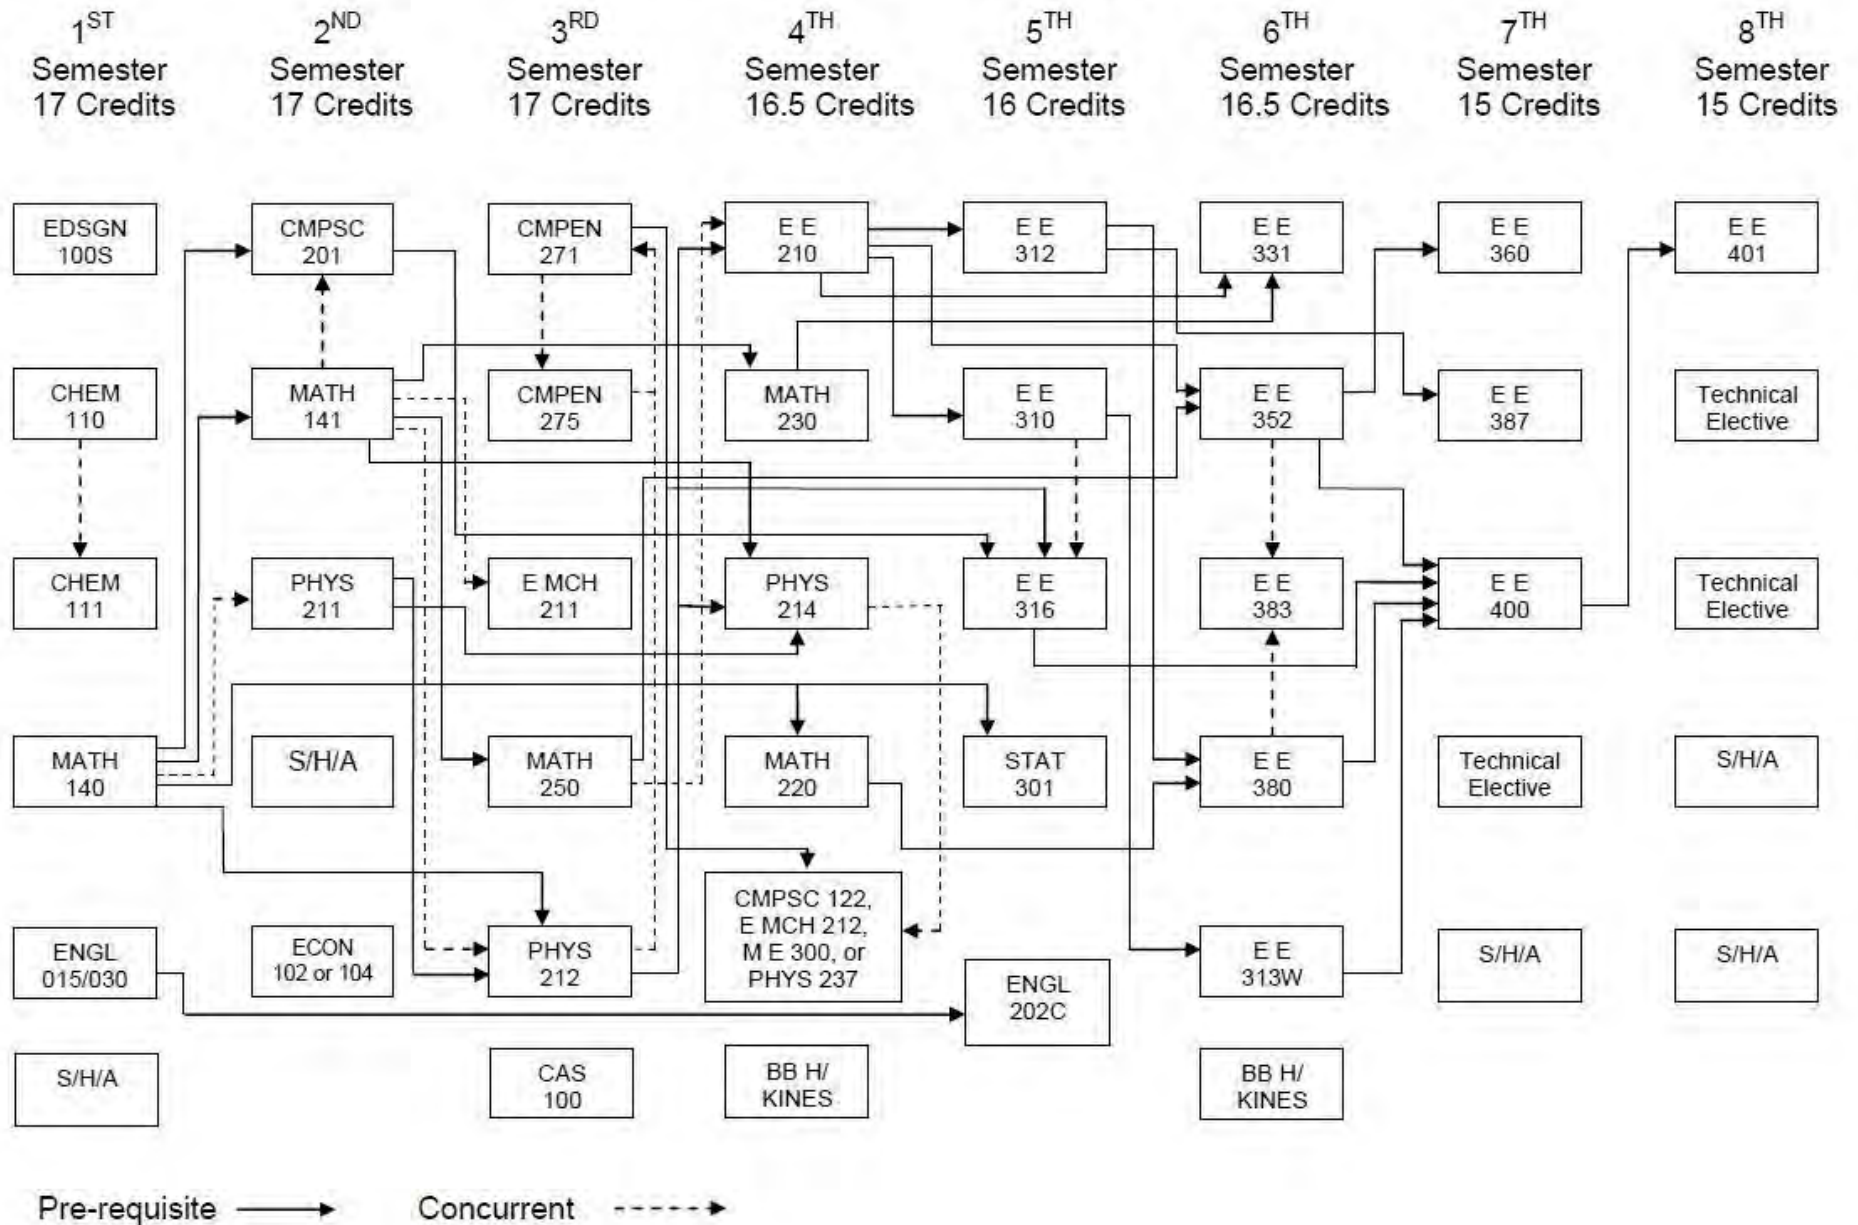 1ST
Semester
17 Credits
2ND
Semester
17 Credits
3RD
Semester
17 Credits
4TH
Semester
16.5 Credits
5TH
Semester
16 Credits
6TH
Semester
16.5 Credits
7TH
Semester
15 Credits
8TH
Semester
15 Credits
EDSGN
100S
CMPSC
201
CMPEN
271
E E
210
E E
312
E E
331
E E
360
E E
401
CHEM
110
MATH
141
CMPEN
275
MATH
230
E E
310
E E
352
E E
387
Technical
Elective
CHEM
111
PHYS
211
E MCH
211
PHYS
214
E E
316
E E
383
E E
400
Technical
Elective
MATH
140
S/H/A
MATH
250
MATH
220
STAT
301
E E
380
Technical
Elective
S/H/A
ENGL
015/030
ECON
102 or 104
PHYS
212
CMPSC 122,
E MCH 212,
M E 300, or
PHYS 237
ENGL
202C
E E
313W
S/H/A
S/H/A
S/H/A
CAS
100
BB H/
KINES
BB H/
KINES
Pre-requisite
Concurrent